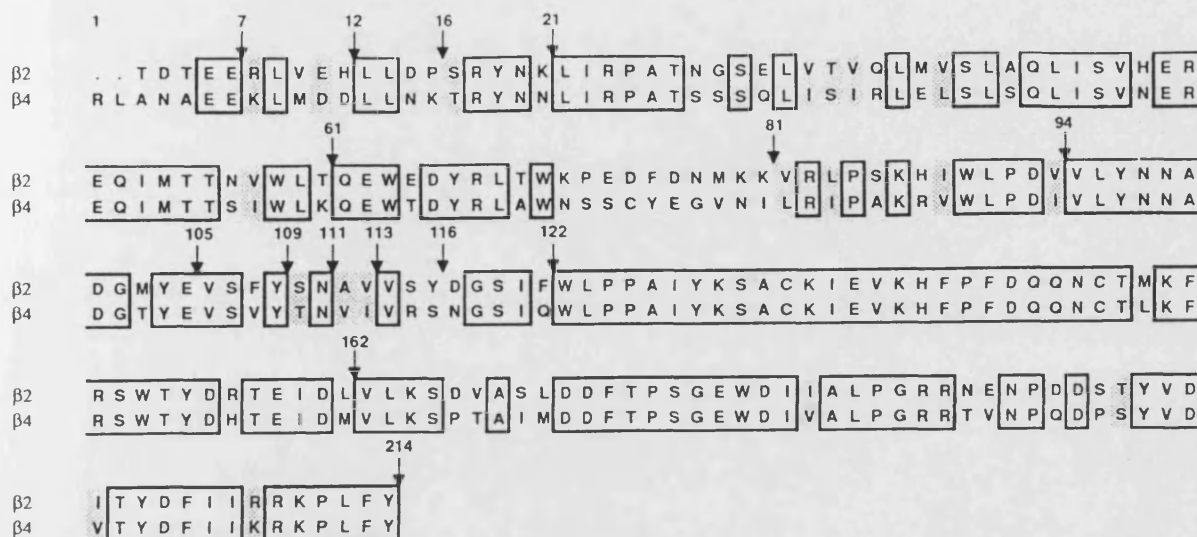 1 7 12 16 21
β2 . . T D T E E R L V E H L L D P S R Y N K L I R P A T N G S E L V T V Q L M V S L A Q L I S V H E R
β4 R L A N A E E K L M D D L L N K T R Y N N L I R P A T S S S Q L I S I R L E L S L S Q L I S V N E R
61 81 94
β2 E Q I M T T N V W L T Q E W E D Y R L T W K P E D F D N M K K V R L P S K H I W L P D V V L Y N N A
β4 E Q I M T T S I W L K Q E W T D Y R L A W N S S C Y E G V N I L R I P A K R V W L P D I V L Y N N A
105 109 111 113 116 122
β2 D G M Y E V S F Y S N A V V S Y D G S I F W L P P A I Y K S A C K I E V K H F P F D Q Q N C T M K F
β4 D G T Y E V S V Y T N V I V R S N G S I Q W L P P A I Y K S A C K I E V K H F P F D Q Q N C T L K F
162
β2 R S W T Y D R T E I D L V L K S D V A S L D D F T P S G E W D I I A L P G R R N E N P D D S T Y V D
β4 R S W T Y D H T E I D M V L K S P T A I M D D F T P S G E W D I V A L P G R R T V N P Q D P S Y V D
214
β2 I T Y D F I I R R K P L F Y
β4 V T Y D F I I K R K P L F Y